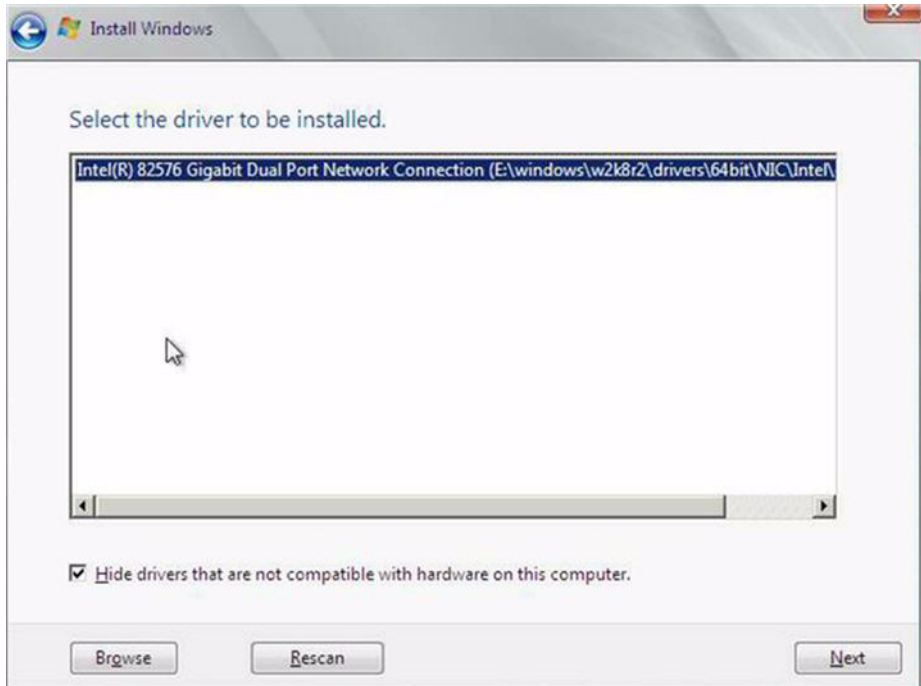 Install Windows
Select the driver to be installed.
Intel(R) 82576 Gigabit Dual Port Network Connection (E:\windows\w2k8r2\drivers\64bit\NIC\Intel\
Hide drivers that are not compatible with hardware on this computer.
Browse Rescan Next